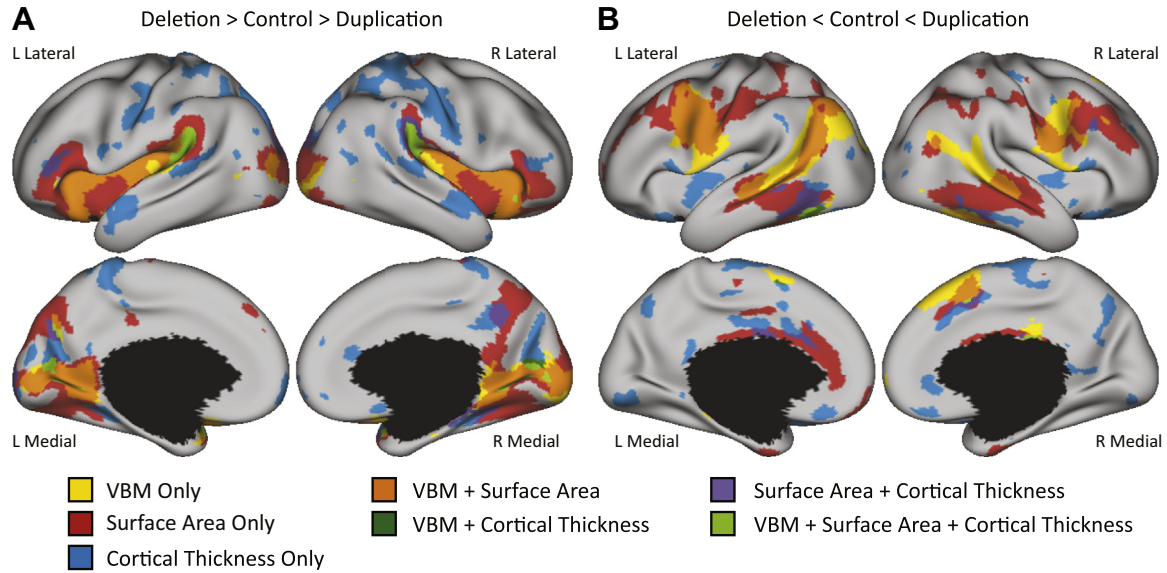 A
Deletion > Control > Duplication
L Lateral
R Lateral
L Medial
R Medial
B
Deletion < Control < Duplication
L Lateral
R Lateral
L Medial
R Medial
VBM Only
Surface Area Only
Cortical Thickness Only
VBM + Surface Area
VBM + Cortical Thickness
Surface Area + Cortical Thickness
VBM + Surface Area + Cortical Thickness